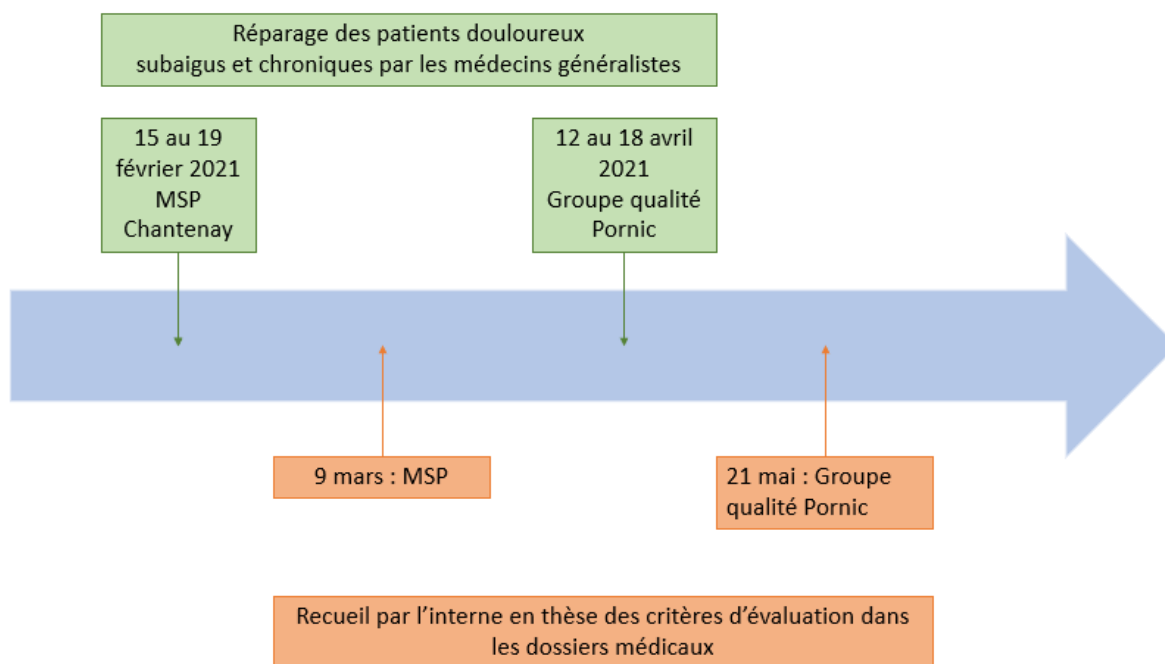 Réparage des patients douloureux
subaigus et chroniques par les médecins généralistes
15 au 19
février 2021
MSP
Chantenay
12 au 18 avril
2021
Groupe qualité
Pornic
9 mars : MSP
21 mai : Groupe
qualité Pornic
Recueil par l’interne en thèse des critères d’évaluation dans
les dossiers médicaux